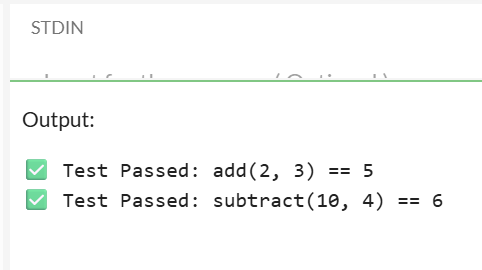 STDIN
Output:
✅ Test Passed: add(2, 3) == 5
✅ Test Passed: subtract(10, 4) == 6